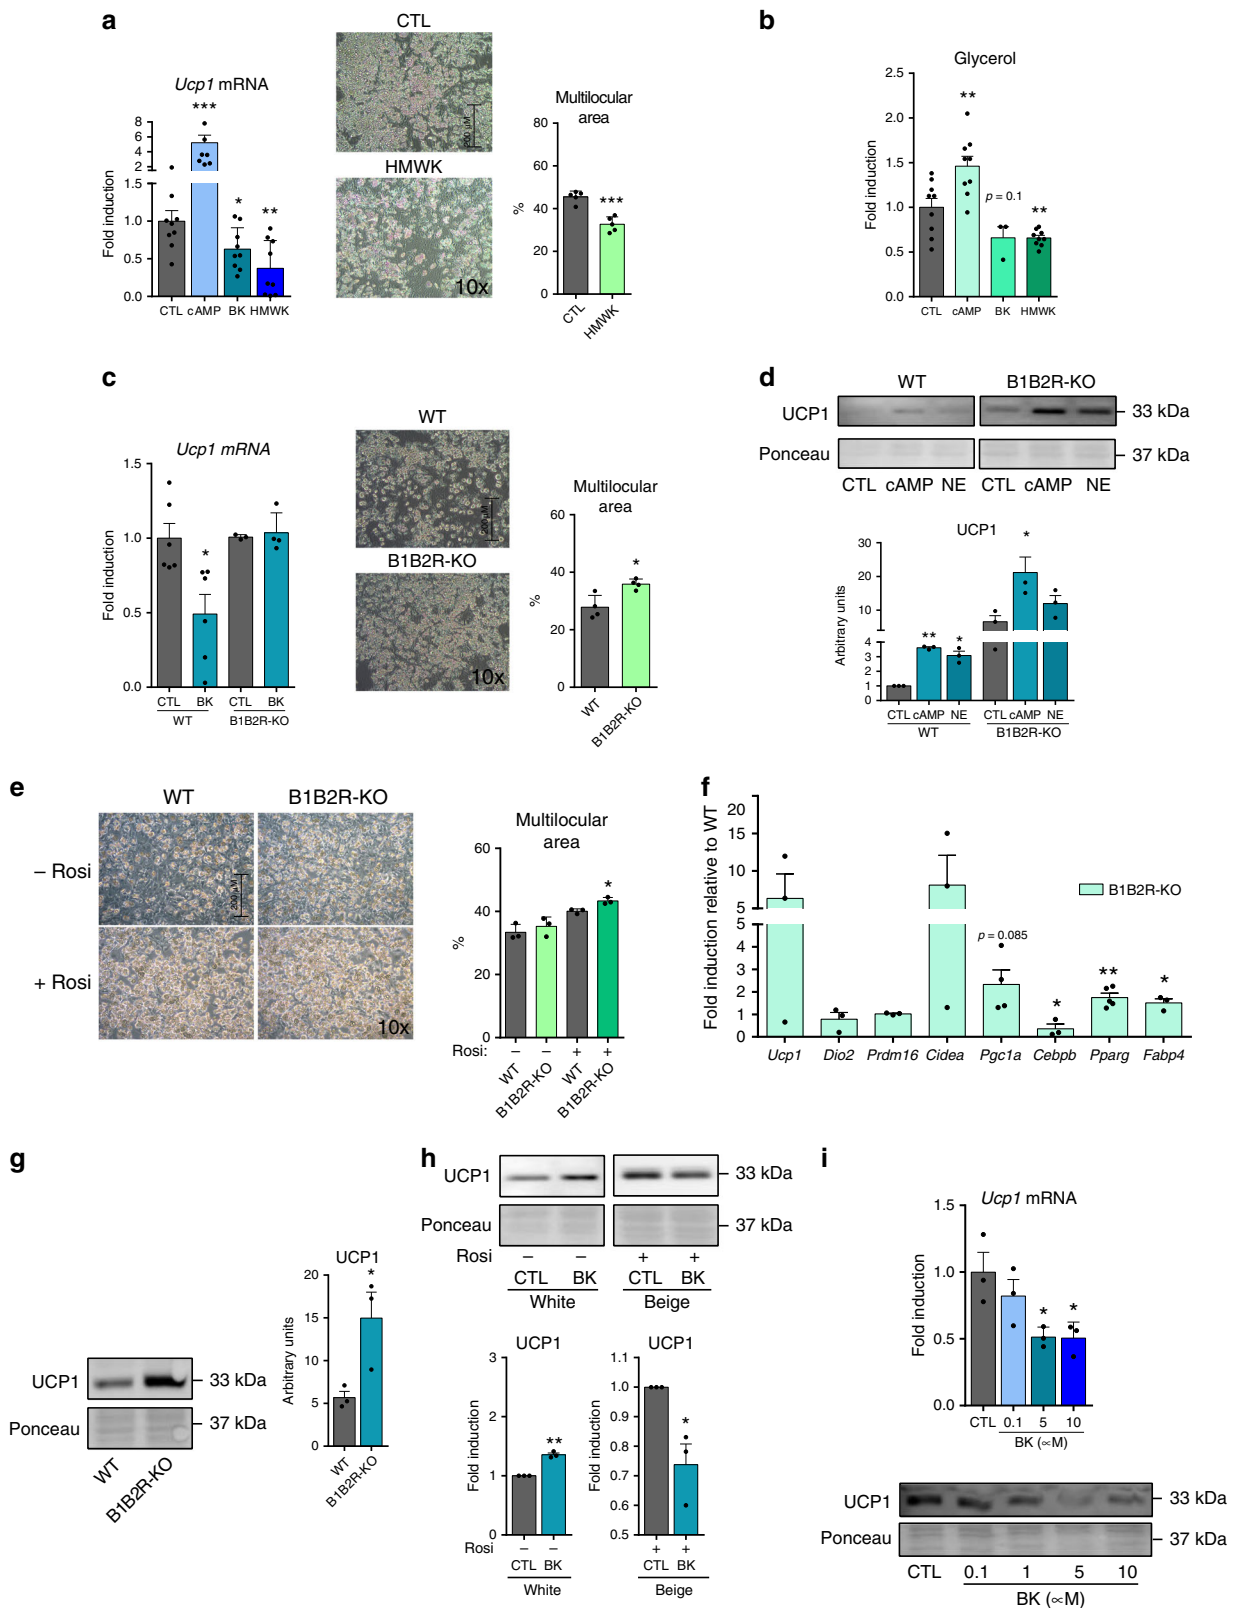 a
Ucp1 mRNA
Fold induction
8
6
4
2
1.5
1.0
0.5
0.0
***
*
**
CTL cAMP BK HMWK
CTL
200 µM
HMWK
10x
Multilocular
area
%
80
60
40
20
0
***
CTL
HMWK
b
Glycerol
Fold induction
2.5
2.0
1.5
1.0
0.5
0.0
**
p = 0.1
**
CTL cAMP BK HMWK
c
Ucp1 mRNA
Fold induction
1.5
1.0
0.5
0.0
*
CTL BK CTL BK
WT B1B2R-KO
WT
200 µM
B1B2R-KO
10x
Multilocular
area
%
60
40
20
0
*
WT
B1B2R-KO
d
WT B1B2R-KO
UCP1 33 kDa
Ponceau 37 kDa
CTL cAMP NE CTL cAMP NE
UCP1
Arbitrary units
30
20
10
4
3
2
1
0
**
*
*
CTL cAMP NE CTL cAMP NE
WT B1B2R-KO
e
WT B1B2R-KO
– Rosi
200 µM
+ Rosi
10x
Multilocular
area
%
60
40
20
0
*
Rosi: – – + +
WT
B1B2R-KO
WT
B1B2R-KO
f
Fold induction relative to WT
20
15
10
5
5
4
3
2
1
0
B1B2R-KO
p = 0.085
*
**
*
Ucp1 Dio2 Prdm16 Cidea Pgc1a Cebpb Pparg Fabp4
g
UCP1 33 kDa
Ponceau 37 kDa
WT
B1B2R-KO
UCP1
Arbitrary units
20
15
10
5
0
*
WT
B1B2R-KO
h
UCP1 33 kDa
Ponceau 37 kDa
Rosi – – + +
CTL BK CTL BK
White Beige
UCP1
Fold induction
3
2
1
0
**
Rosi – –
CTL BK
White
UCP1
Fold induction
1.1
1.0
0.9
0.8
0.7
0.6
0.5
*
+ +
CTL BK
Beige
i
Ucp1 mRNA
Fold induction
1.5
1.0
0.5
0.0
*
*
CTL 0.1 5 10
BK (∝M)
UCP1 33 kDa
Ponceau 37 kDa
CTL 0.1 1 5 10
BK (∝M)